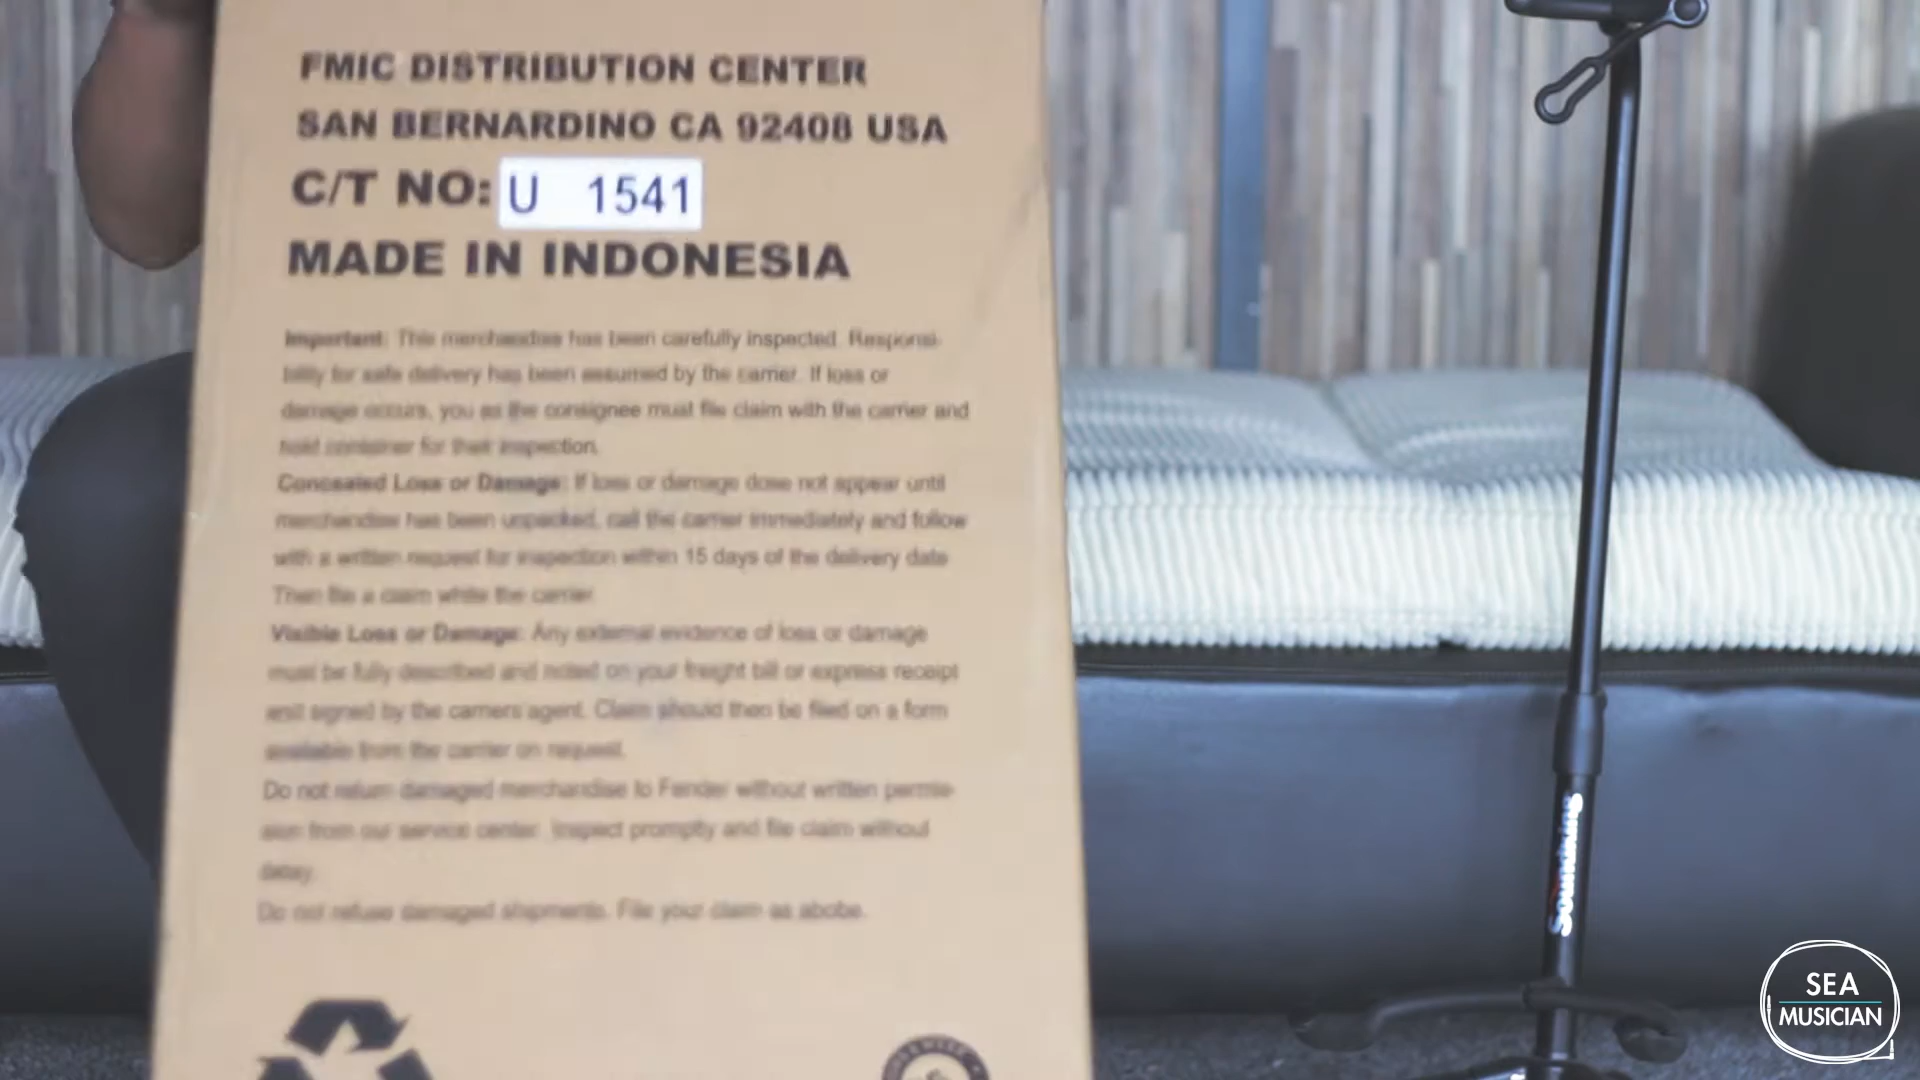 FMIC DISTRIBUTION CENTER
SAN BERNARDINO CA 92408 USA
C/T NO: U 1541
MADE IN INDONESIA
Important: This merchandise has been carefully inspected. Responsi-
bility for safe delivery has been assumed by the carrier. If loss or
damage occurs, you as the consignee must file claim with the carrier and
hold container for their inspection.
Concealed Loss or Damage: If loss or damage dose not appear until
merchandise has been unpacked, call the carrier immediately and follow
with a written request for inspection within 15 days of the delivery date
Then file a claim while the carrier.
Visible Loss or Damage: Any external evidence of loss or damage
must be fully described and noted on your freight bill or express receipt
and signed by the carriers agent. Claim should then be filed on a form
available from the carrier on request.
Do not return damaged merchandise to Fender without written permis-
sion from our service center. Inspect promptly and file claim without
delay.
Do not refuse damaged shipments. File your claim as abobe.
SEA
MUSICIAN